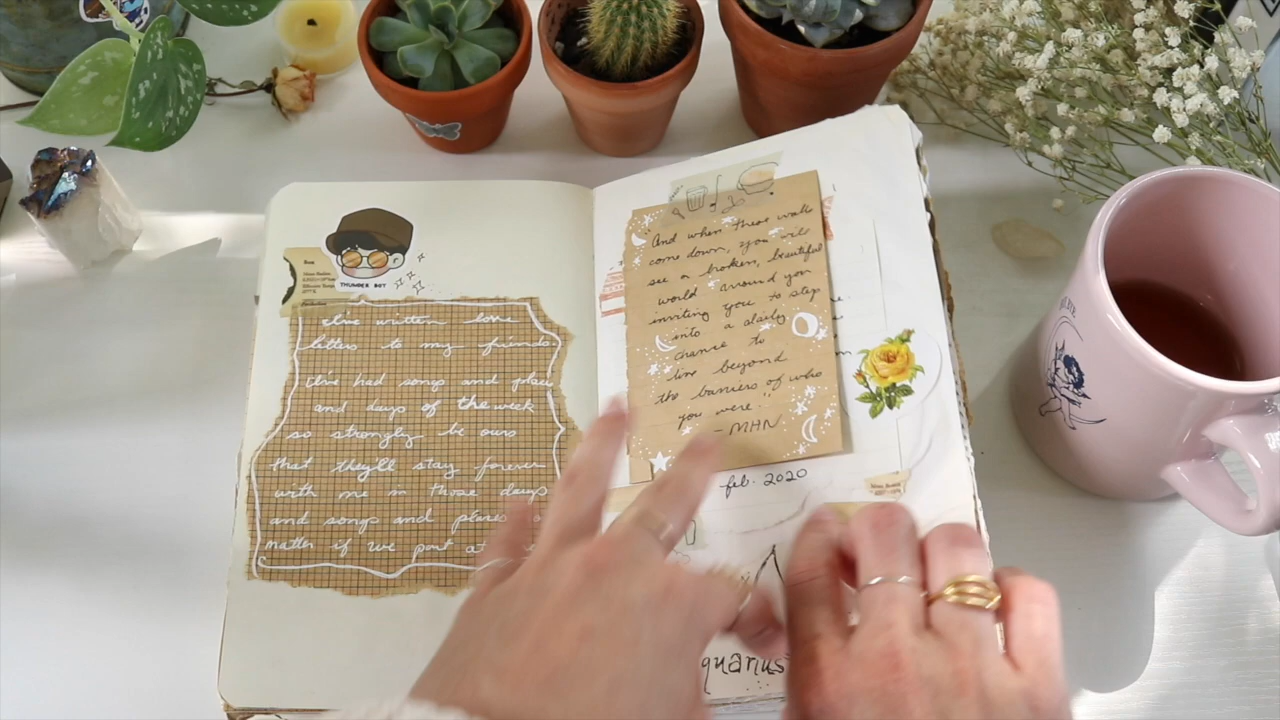 THUNDER BOY
I've written love
letters to my friends
I've had songs and places
and days of the week
so strongly be ours
that they'll stay forever
with me in those days
and songs and places
matter if we part
"And when these walls
come down, you will
see a broken, beautiful
world around you
inviting you to step
into a daily
chance to
live beyond
the barriers of who
you were."
-MHN
feb. 2020
quarius